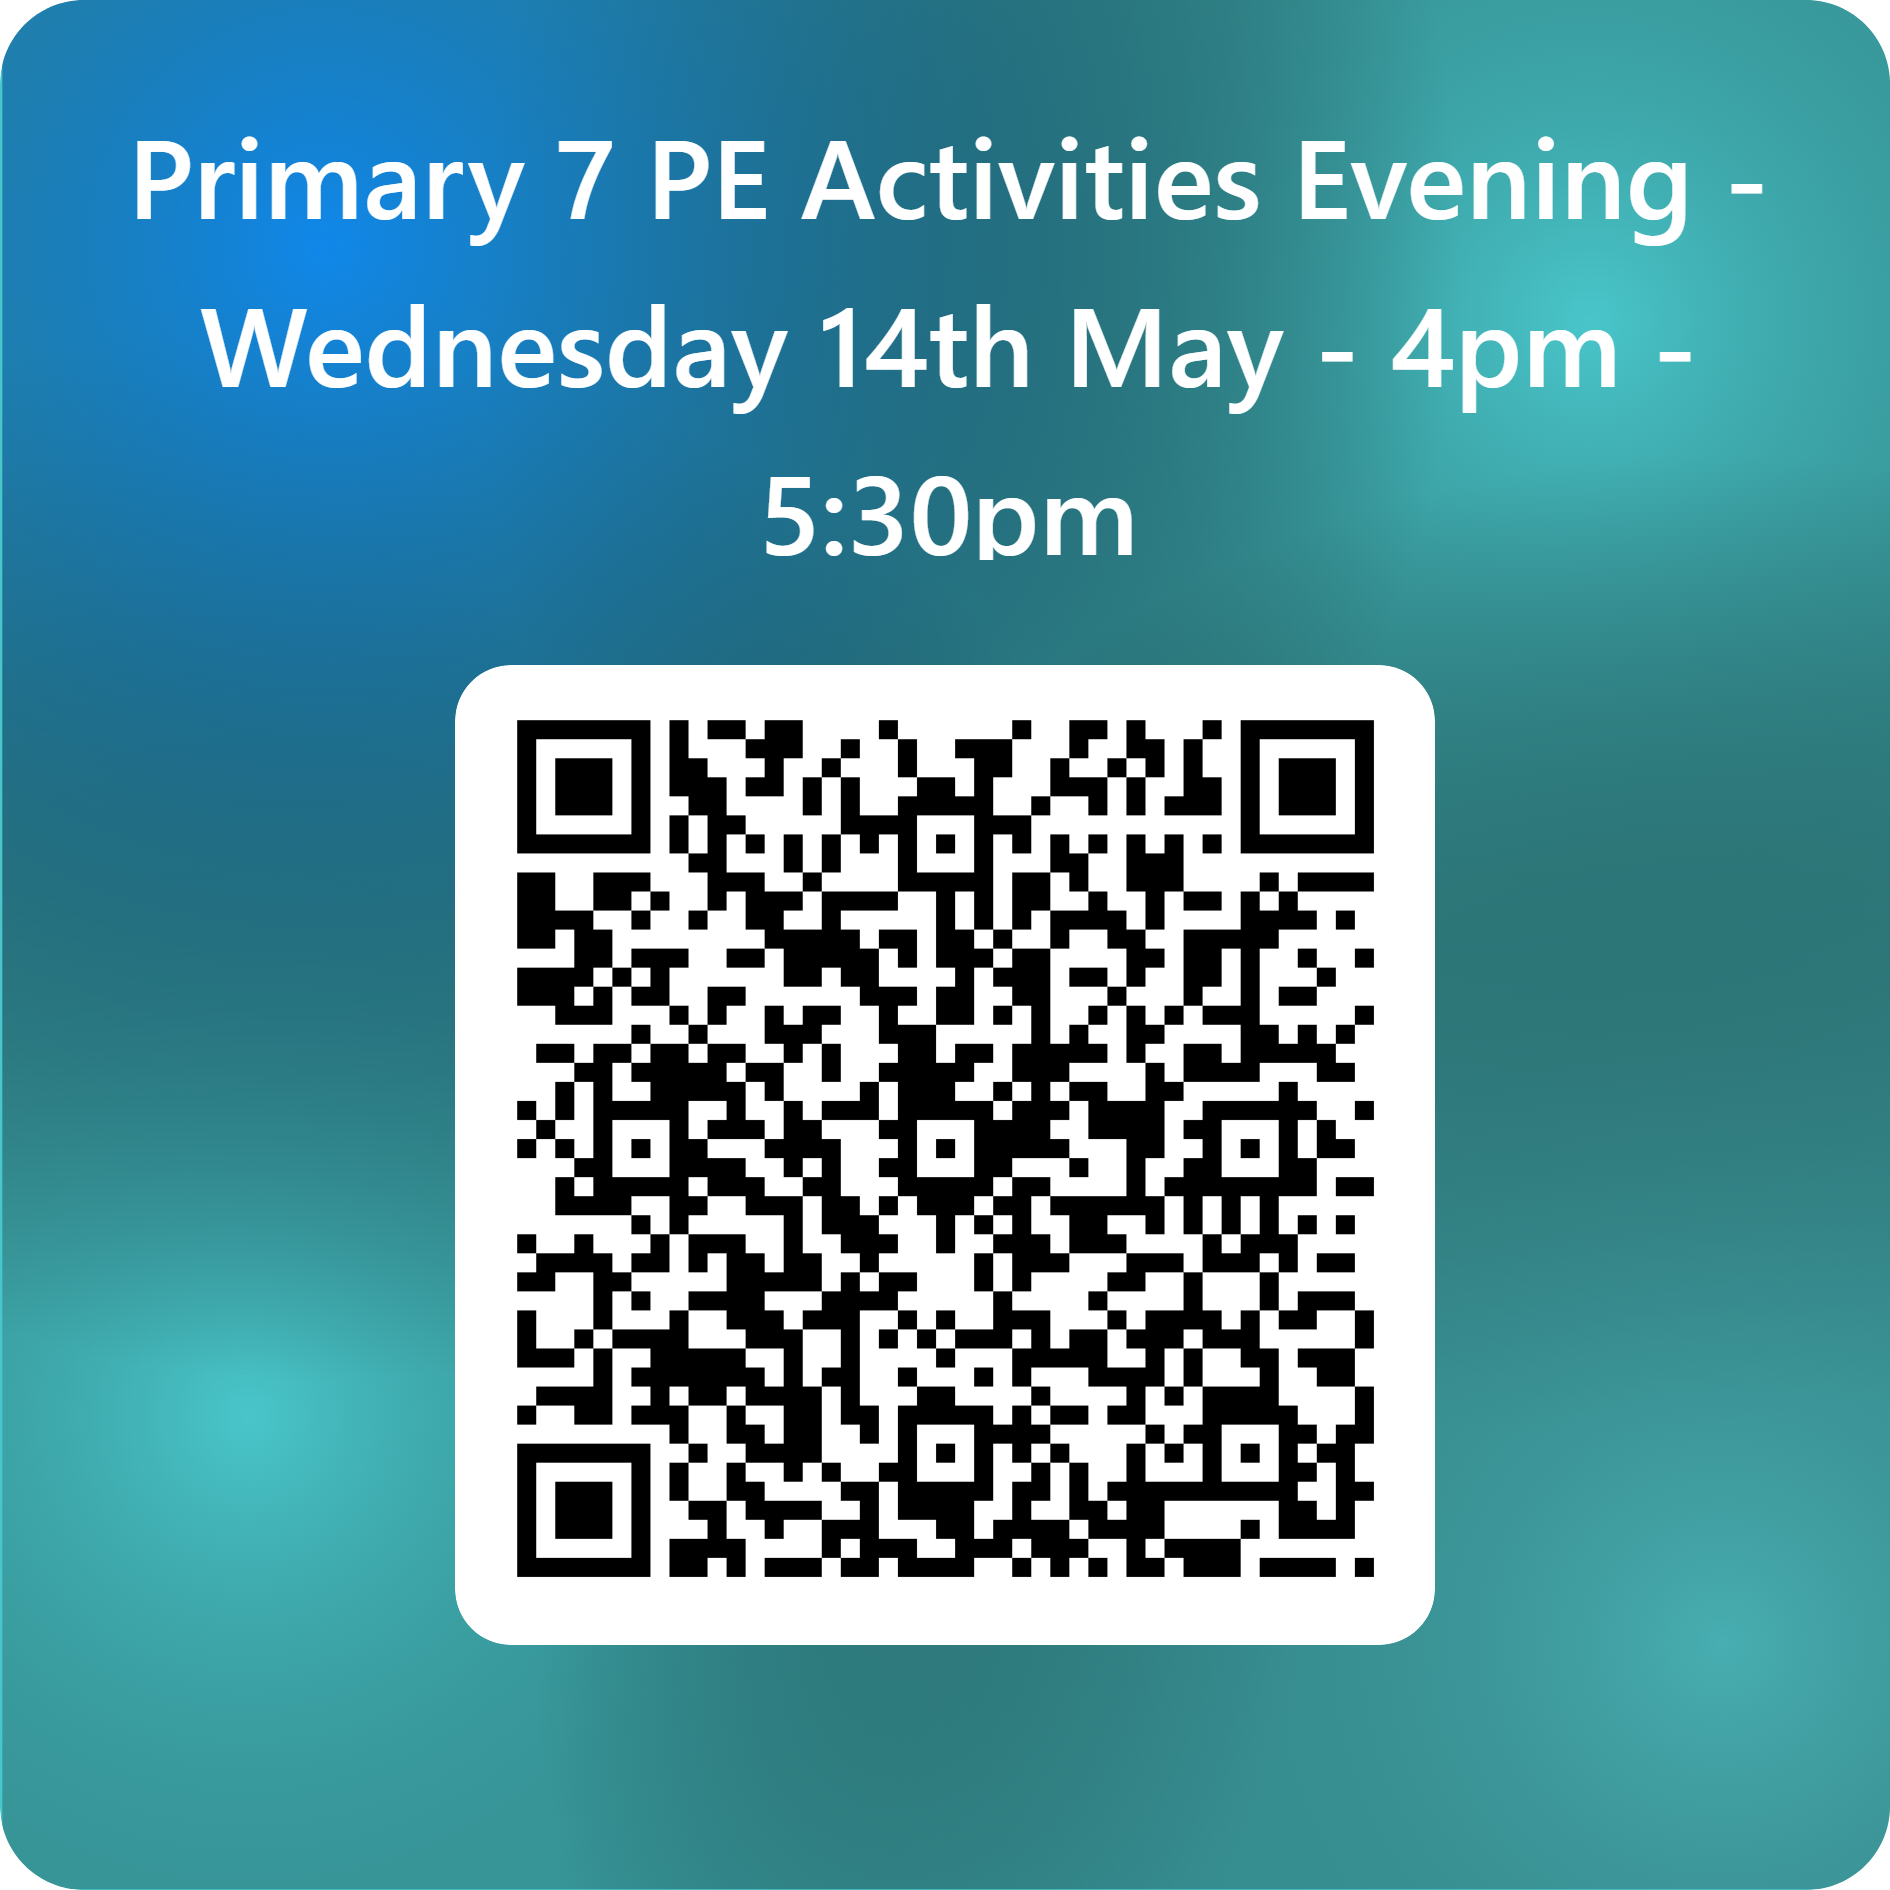 Primary 7 PE Activities Evening -
Wednesday 14th May - 4pm -
5:30pm